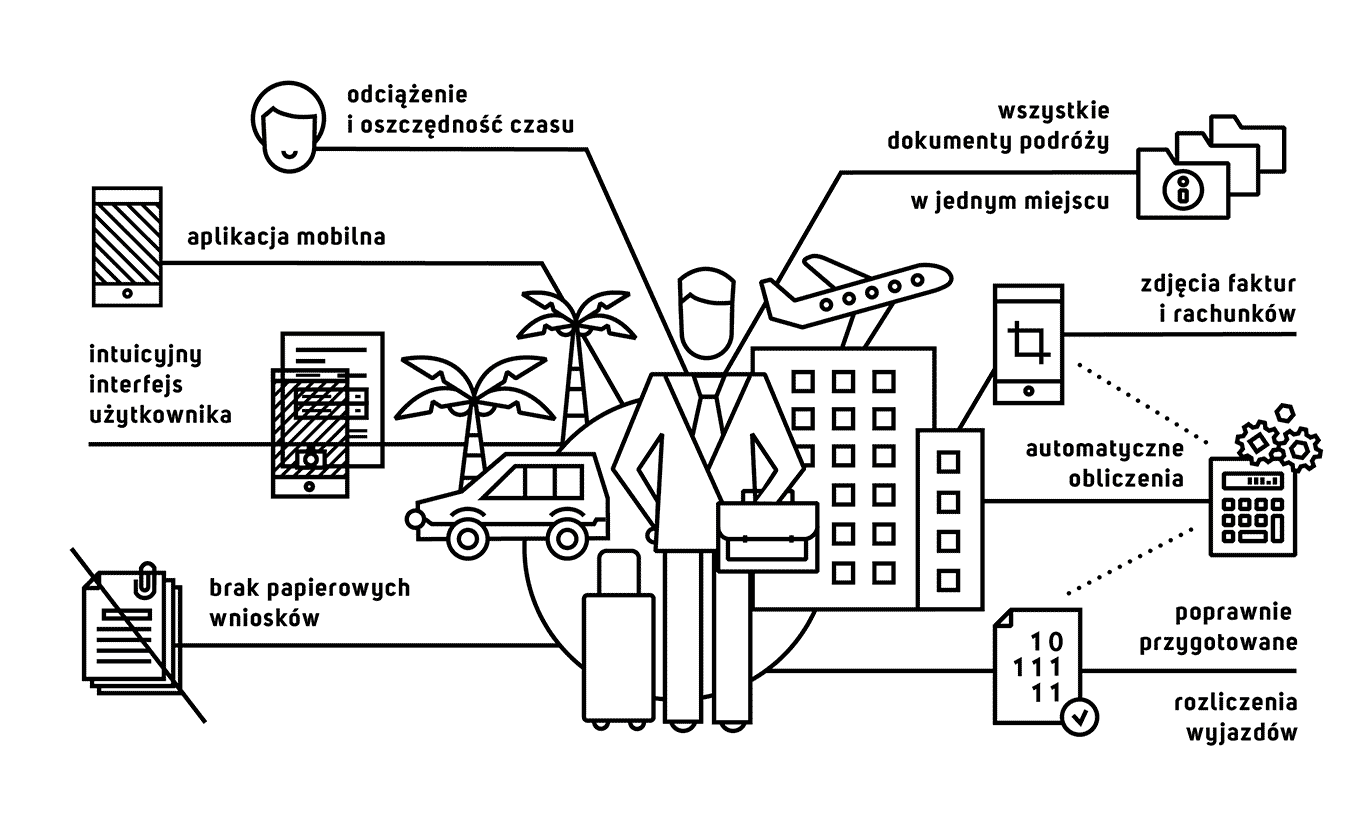 odciążenie
i oszczędność czasu
aplikacja mobilna
intuicyjny
interfejs
użytkownika
brak papierowych
wniosków
wszystkie
dokumenty podróży
w jednym miejscu
zdjęcia faktur
i rachunków
automatyczne
obliczenia
10
111
11
poprawnie
przygotowane
rozliczenia
wyjazdów